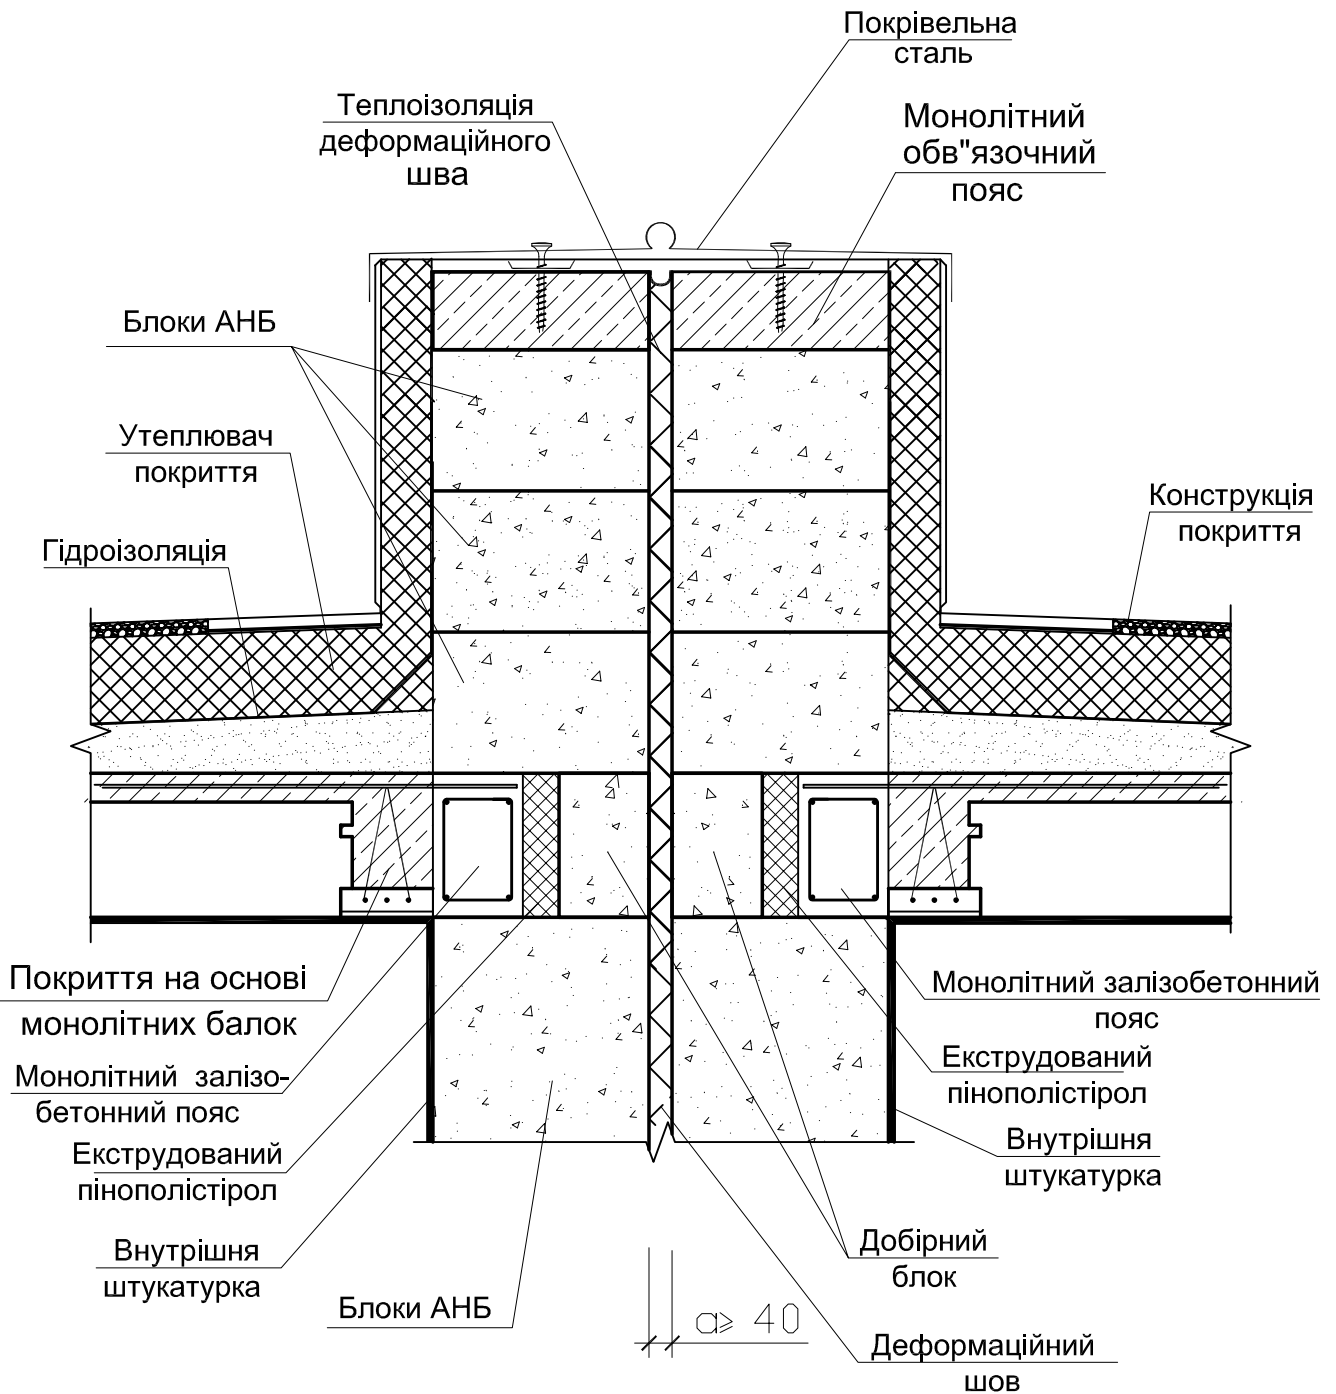 Покрівельна
сталь
Теплоізоляція
деформаційного
шва
Монолітний
обв"язочний
пояс
Блоки АНБ
Утеплювач
покриття
Гідроізоляція
Конструкція
покриття
Покриття на основі
монолітних балок
Монолітний залізо-
бетонний пояс
Екструдований
пінополістірол
Внутрішня
штукатурка
Блоки АНБ
Монолітний залізобетонний
пояс
Екструдований
пінополістірол
Внутрішня
штукатурка
Добірний
блок
a≥ 40
Деформаційний
шов